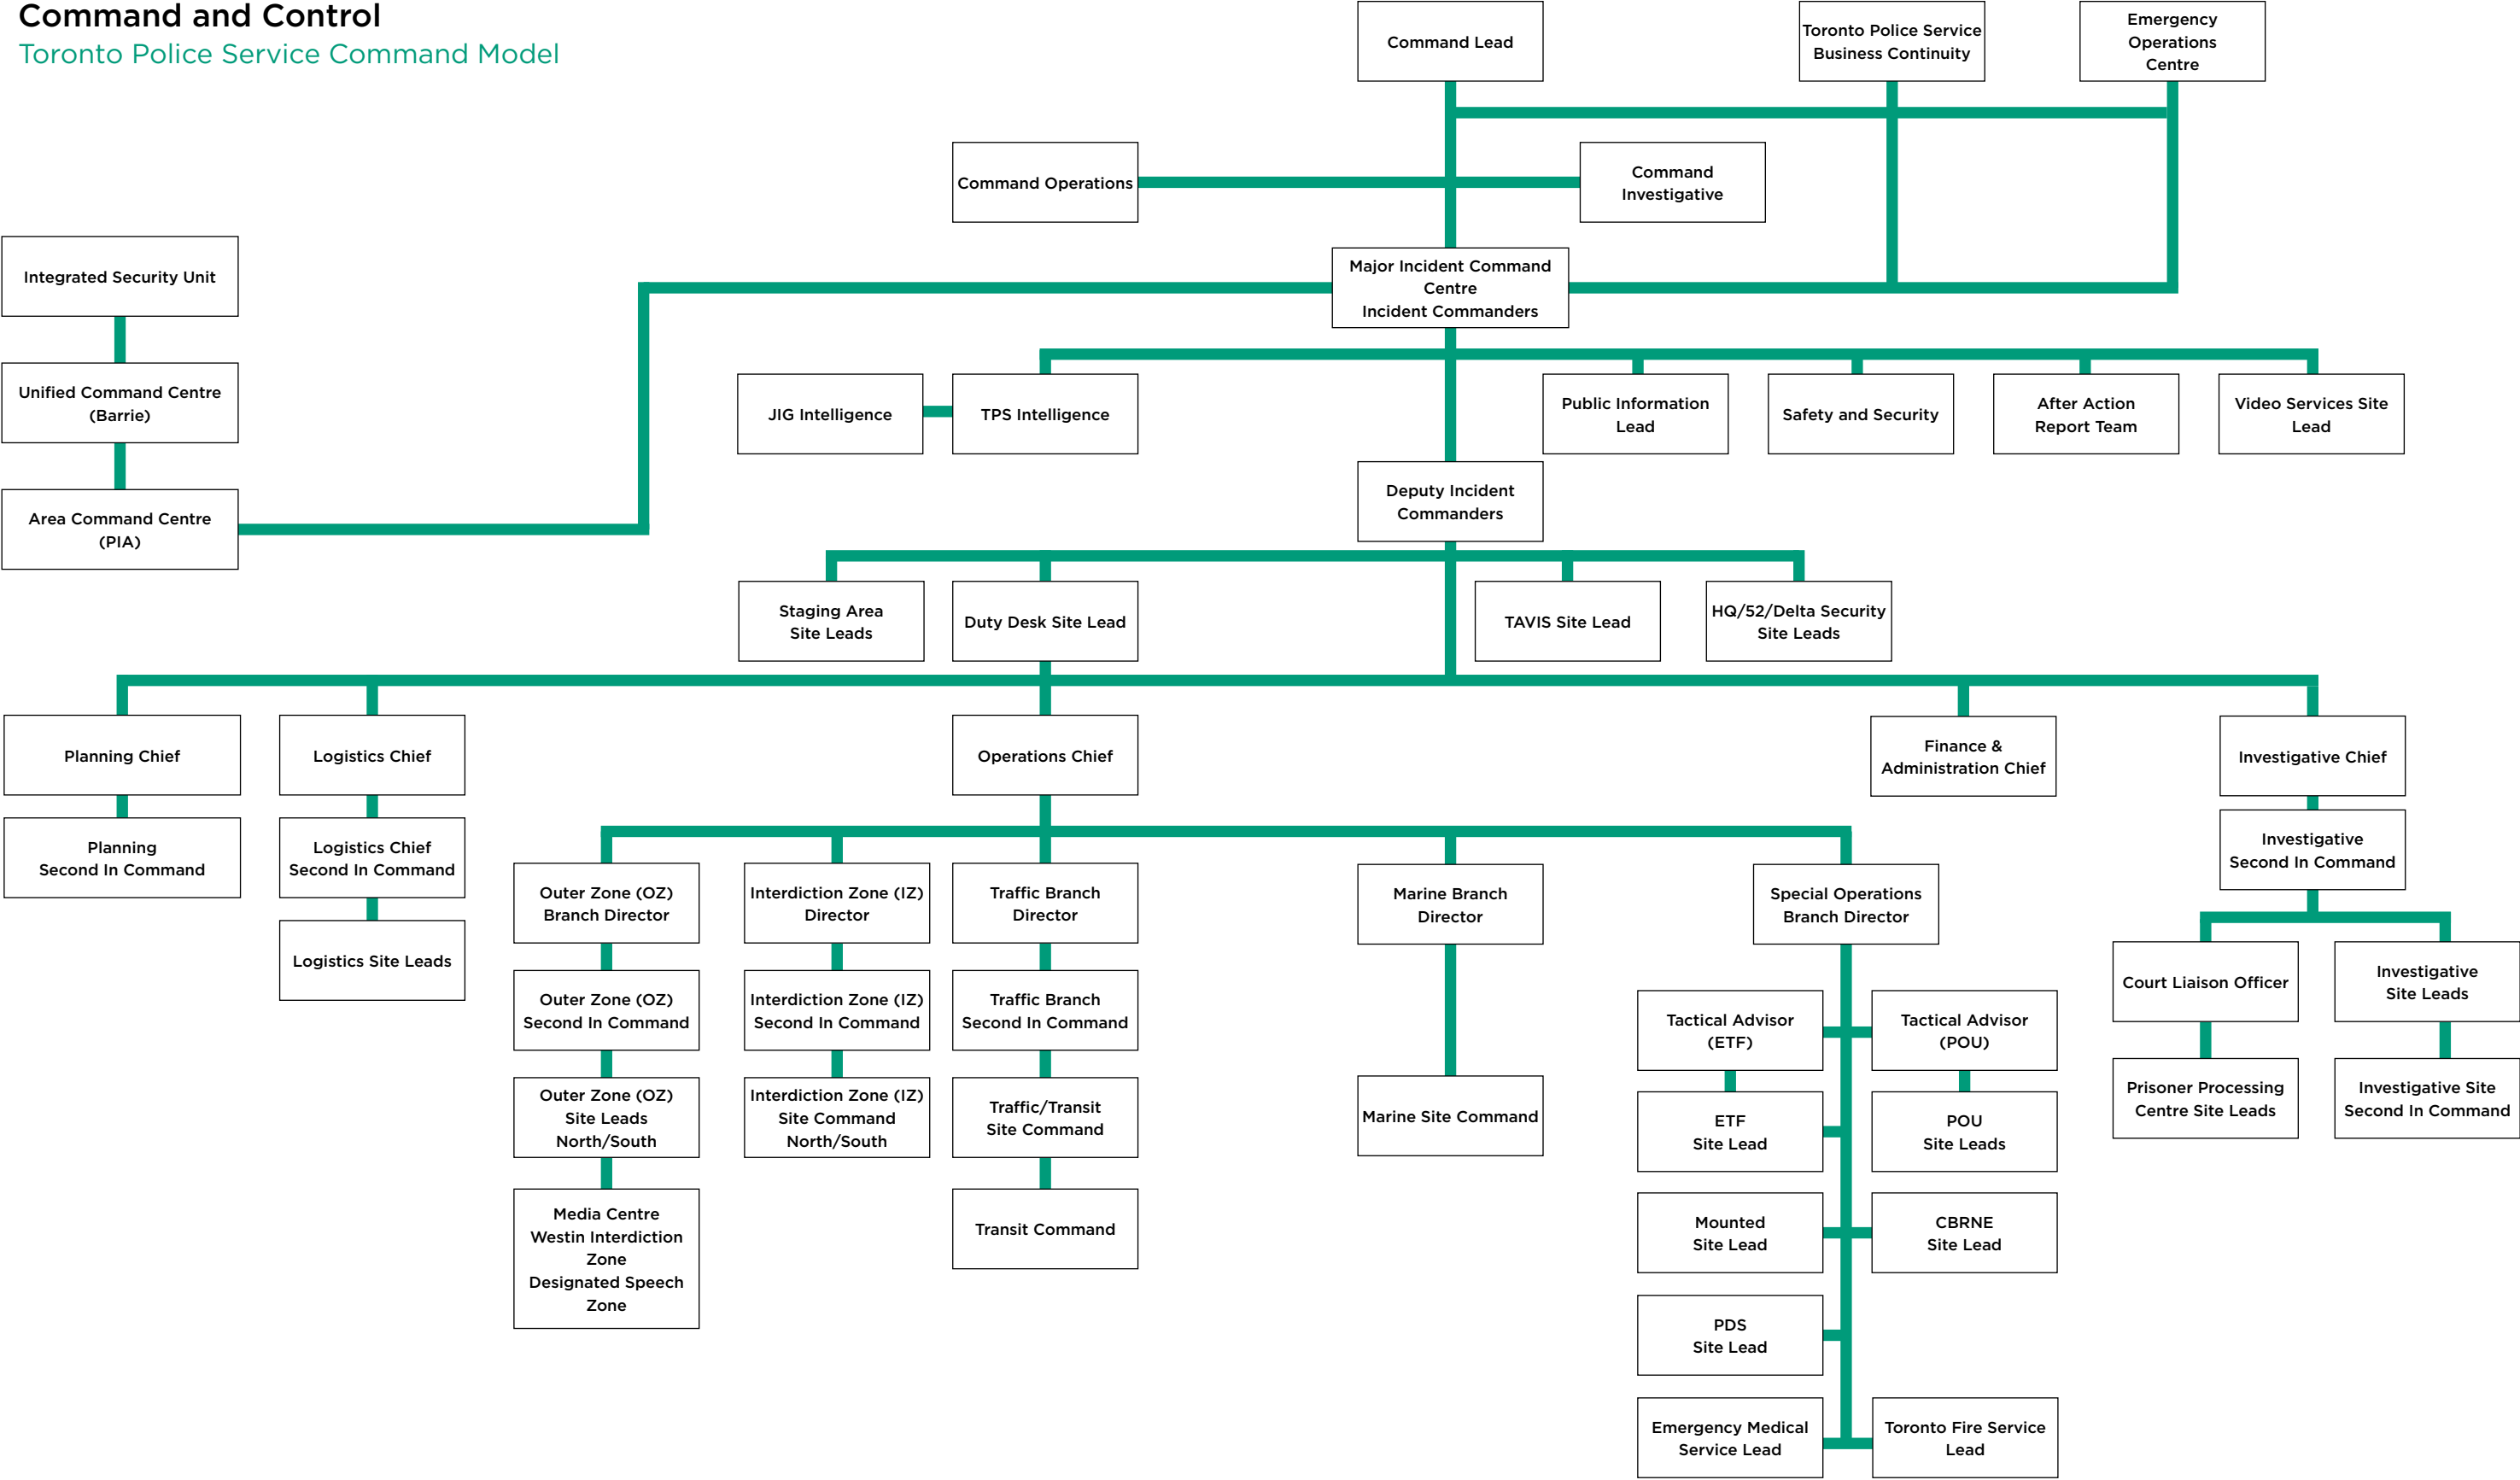 Command and Control
Toronto Police Service Command Model
Command Lead
Toronto Police Service
Business Continuity
Emergency
Operations
Centre
Command Operations
Command
Investigative
Integrated Security Unit
Major Incident Command
Centre
Incident Commanders
Unified Command Centre
(Barrie)
JIG Intelligence
TPS Intelligence
Public Information
Lead
Safety and Security
After Action
Report Team
Video Services Site
Lead
Area Command Centre
(PIA)
Deputy Incident
Commanders
Staging Area
Site Leads
Duty Desk Site Lead
TAVIS Site Lead
HQ/52/Delta Security
Site Leads
Planning Chief
Logistics Chief
Operations Chief
Finance &
Administration Chief
Investigative Chief
Planning
Second In Command
Logistics Chief
Second In Command
Investigative
Second In Command
Outer Zone (OZ)
Branch Director
Interdiction Zone (IZ)
Director
Traffic Branch
Director
Marine Branch
Director
Special Operations
Branch Director
Logistics Site Leads
Court Liaison Officer
Investigative
Site Leads
Outer Zone (OZ)
Second In Command
Interdiction Zone (IZ)
Second In Command
Traffic Branch
Second In Command
Tactical Advisor
(ETF)
Tactical Advisor
(POU)
Prisoner Processing
Centre Site Leads
Investigative Site
Second In Command
Outer Zone (OZ)
Site Leads
North/South
Interdiction Zone (IZ)
Site Command
North/South
Traffic/Transit
Site Command
Marine Site Command
ETF
Site Lead
POU
Site Leads
Media Centre
Westin Interdiction
Zone
Designated Speech
Zone
Transit Command
Mounted
Site Lead
CBRNE
Site Lead
PDS
Site Lead
Emergency Medical
Service Lead
Toronto Fire Service
Lead